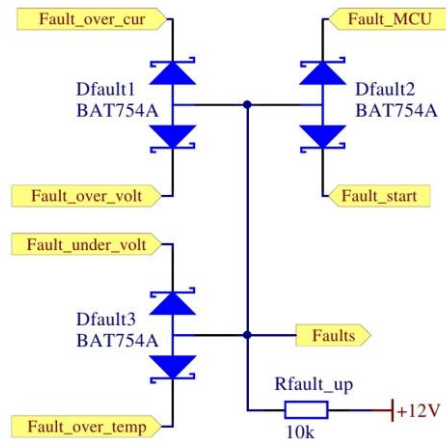 Fault_over_cur
Fault_MCU
Dfault1
BAT754A
Dfault2
BAT754A
Fault_over_volt
Fault_start
Fault_under_volt
Dfault3
BAT754A
Faults
Rfault_up
+12V
10k
Fault_over_temp